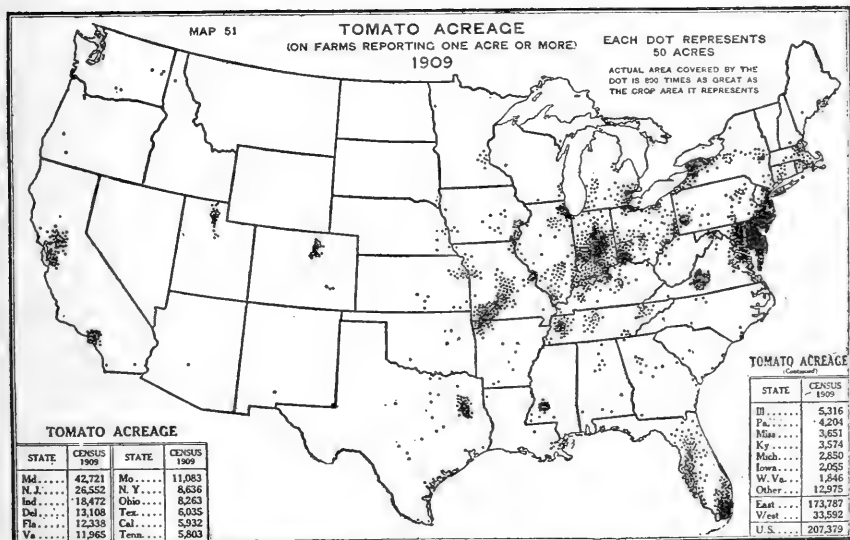 MAP 51
TOMATO ACREAGE
(ON FARMS REPORTING ONE ACRE OR MORE)
1909
EACH DOT REPRESENTS
50 ACRES
ACTUAL AREA COVERED BY THE
DOT IS 800 TIMES AS GREAT AS
THE CROP AREA IT REPRESENTS
TOMATO ACREAGE
STATE CENSUS 1909 STATE CENSUS 1909
Md..... 42,721 Mo..... 11,083
N. J..... 26,552 N. Y..... 8,636
Ind..... 18,472 Ohio..... 8,263
Del..... 13,108 Tex..... 6,035
Fla..... 12,338 Cal..... 5,932
Va..... 11,965 Tenn..... 5,803
TOMATO ACREAGE
(Continued)
STATE CENSUS 1909
Ill..... 5,316
Pa..... 4,204
Miss.... 3,651
Ky..... 3,574
Mich.... 2,850
Iowa.... 2,055
W. Va... 1,846
Other... 12,975
East.... 173,787
West.... 33,592
U. S..... 207,379